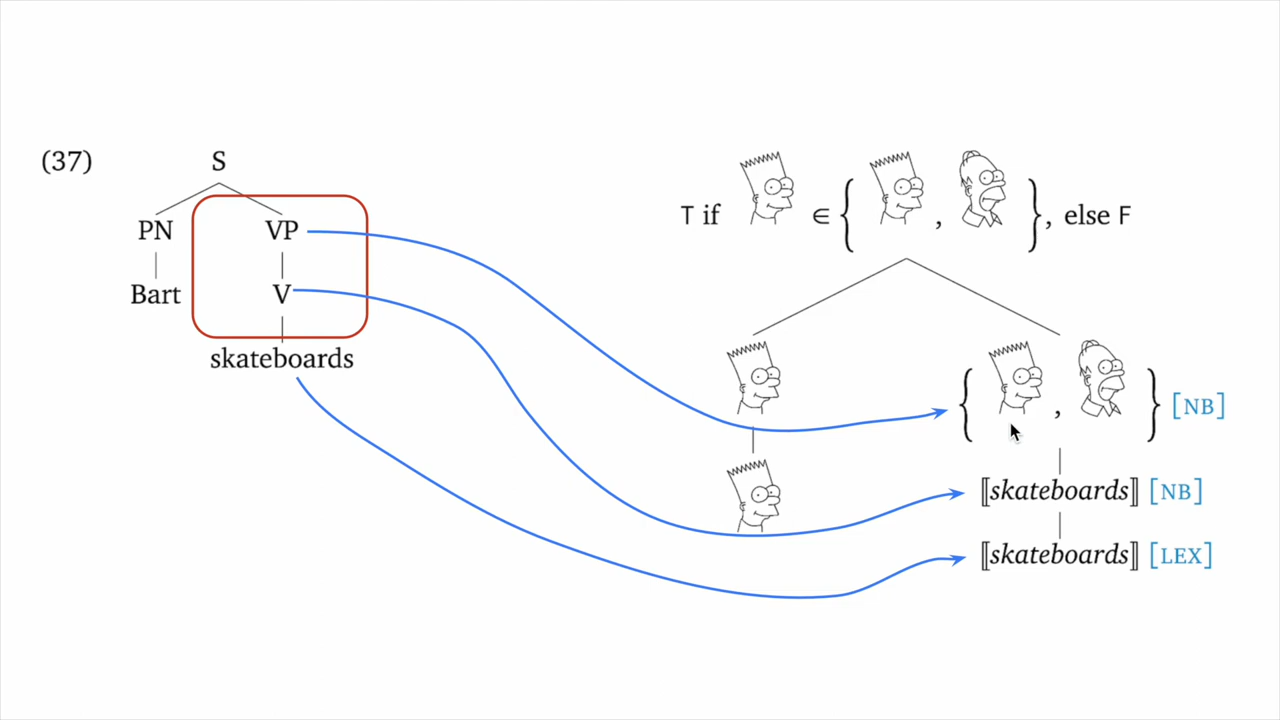 (37) S
T if ∈ { , }, else F
PN VP
Bart V
skateboards
{ , } [NB]
⟦skateboards⟧ [NB]
⟦skateboards⟧ [LEX]